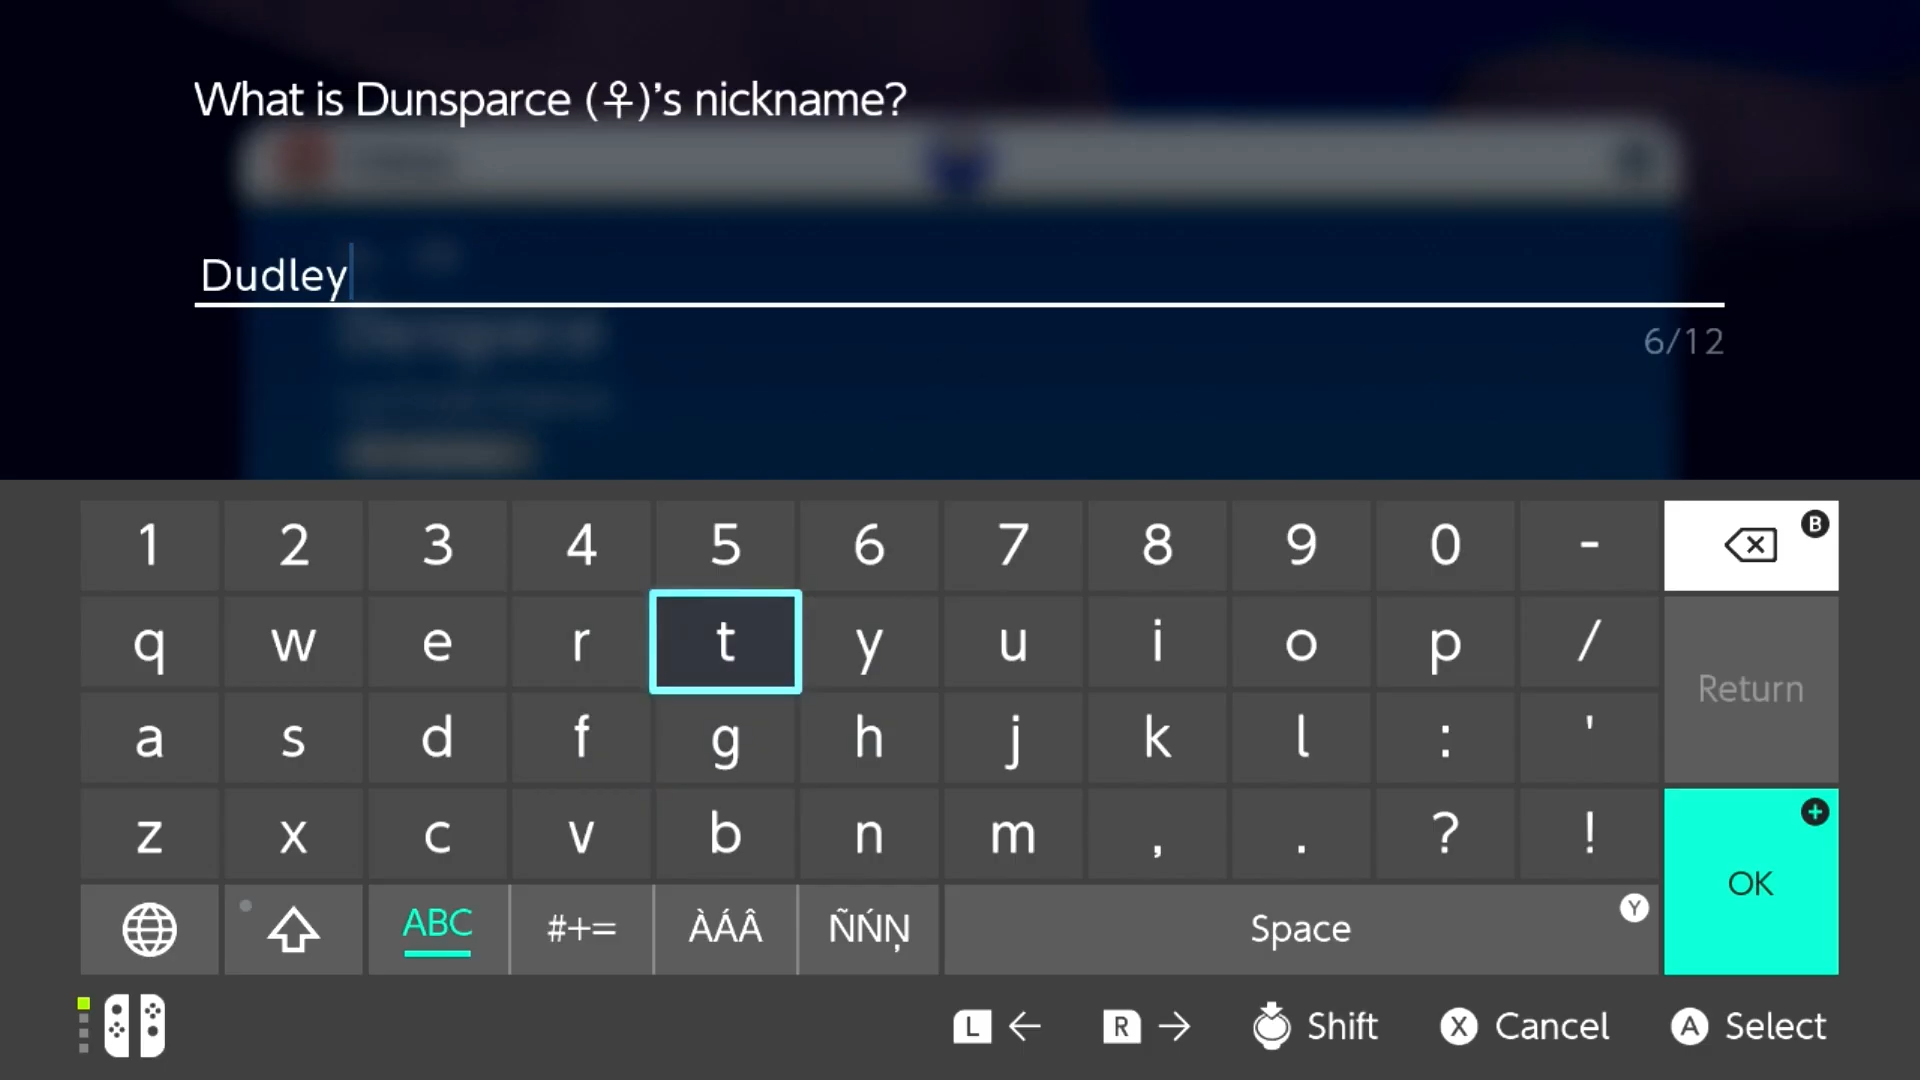 What is Dunsparce (♀)'s nickname?
Dudley
6/12
1 2 3 4 5 6 7 8 9 0 -
B
q w e r t y u i o p /
Return
a s d f g h j k l : '
z x c v b n m , . ? !
+
OK
ABC #+= ÀÁÂ ÑŃŅ Space Y
L ← R → Shift X Cancel A Select